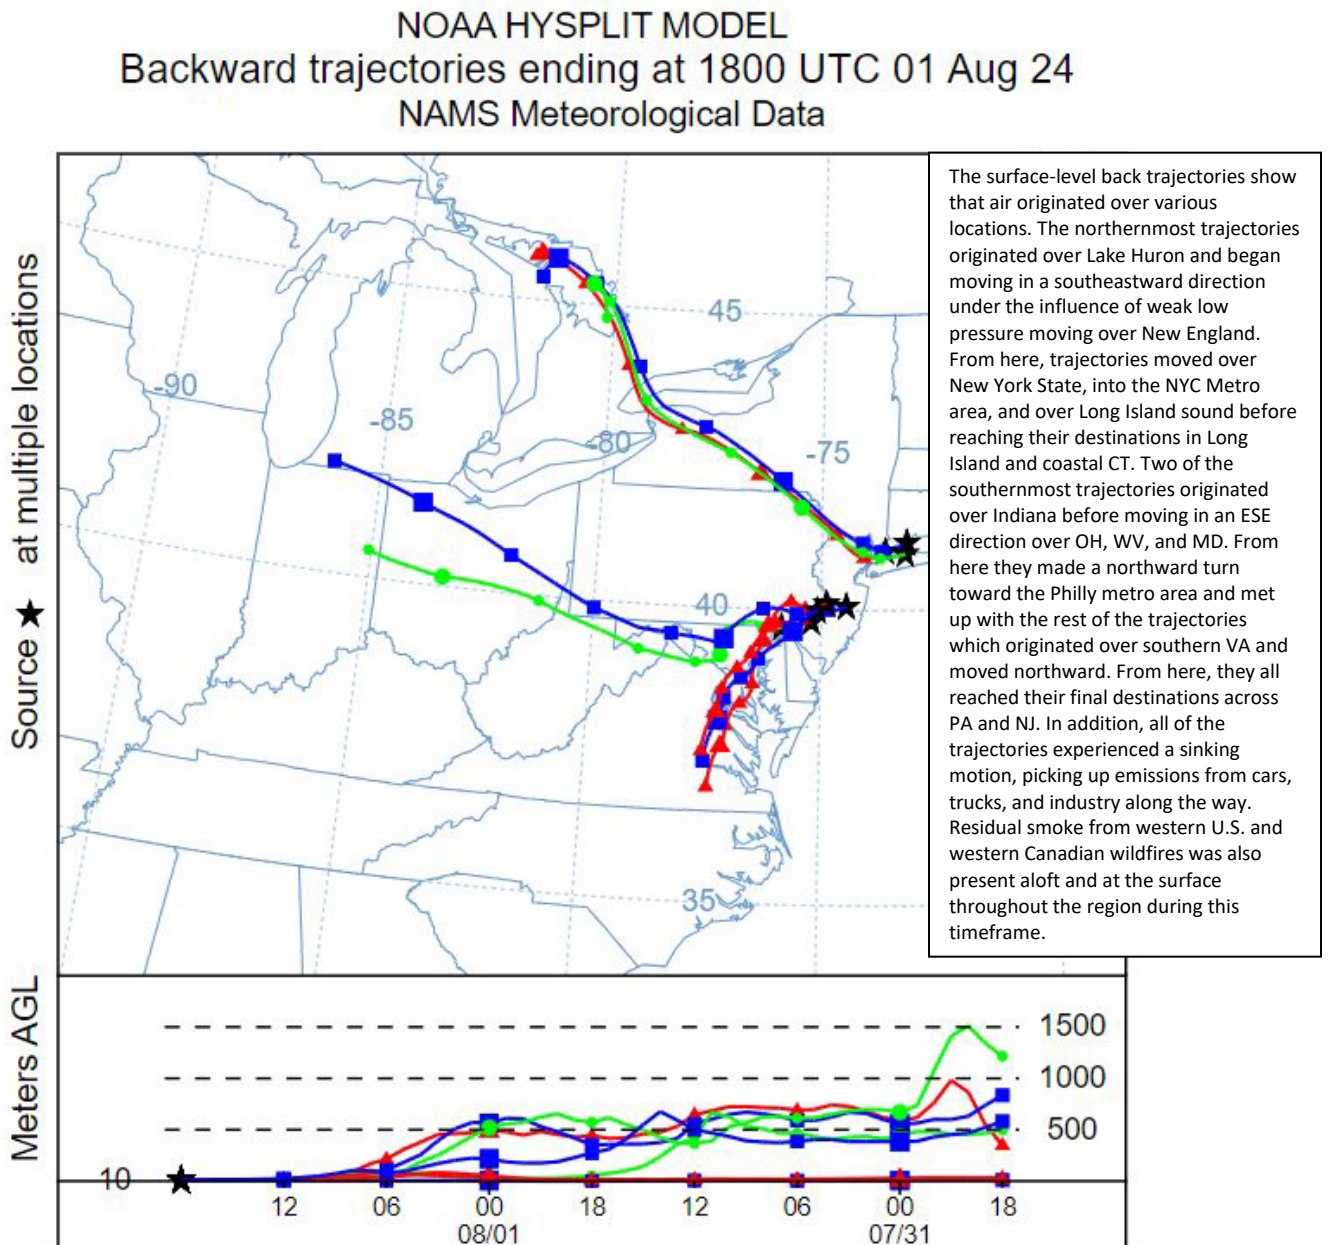 NOAA HYSPLIT MODEL
Backward trajectories ending at 1800 UTC 01 Aug 24
NAMS Meteorological Data
Source ★ at multiple locations
-90
-85
-80
-75
45
40
35
The surface-level back trajectories show
that air originated over various
locations. The northernmost trajectories
originated over Lake Huron and began
moving in a southeastward direction
under the influence of weak low
pressure moving over New England.
From here, trajectories moved over
New York State, into the NYC Metro
area, and over Long Island sound before
reaching their destinations in Long
Island and coastal CT. Two of the
southernmost trajectories originated
over Indiana before moving in an ESE
direction over OH, WV, and MD. From
here they made a northward turn
toward the Philly metro area and met
up with the rest of the trajectories
which originated over southern VA and
moved northward. From here, they all
reached their final destinations across
PA and NJ. In addition, all of the
trajectories experienced a sinking
motion, picking up emissions from cars,
trucks, and industry along the way.
Residual smoke from western U.S. and
western Canadian wildfires was also
present aloft and at the surface
throughout the region during this
timeframe.
Meters AGL
1500
1000
500
10
12 06 00 18 12 06 00 18
08/01 07/31